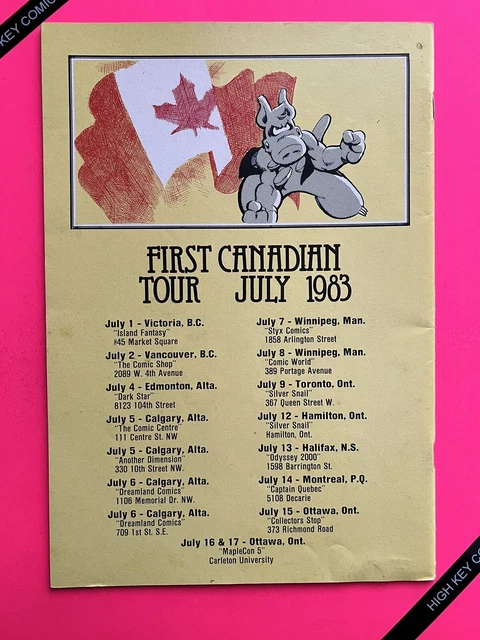 KEY COMIC
FIRST CANADIAN
TOUR JULY 1983
July 1 - Victoria, B.C.
"Island Fantasy"
#45 Market Square
July 2 - Vancouver, B.C.
"The Comic Shop"
2089 W. 4th Avenue
July 4 - Edmonton, Alta.
"Dark Star"
8123 104th Street
July 5 - Calgary, Alta.
"The Comic Centre"
111 Centre St. NW
July 5 - Calgary, Alta.
"Another Dimension"
330 10th Street NW.
July 6 - Calgary, Alta.
"Dreamland Comics"
1106 Memorial Dr. NW.
July 6 - Calgary, Alta.
"Dreamland Comics"
709 1st St. S.E.
July 7 - Winnipeg, Man.
"Styx Comics"
1858 Arlington Street
July 8 - Winnipeg, Man.
"Comic World"
389 Portage Avenue
July 9 - Toronto, Ont.
"Silver Snail"
367 Queen Street W.
July 12 - Hamilton, Ont.
"Silver Snail"
Hamilton, Ont.
July 13 - Halifax, N.S.
"Odyssey 2000"
1598 Barrington St.
July 14 - Montreal, P.Q.
"Captain Quebec"
5108 Decarie
July 15 - Ottawa, Ont.
"Collectors Stop"
373 Richmond Road
July 16 & 17 - Ottawa, Ont.
"MapleCon 5"
Carleton University
HIGH KEY CO